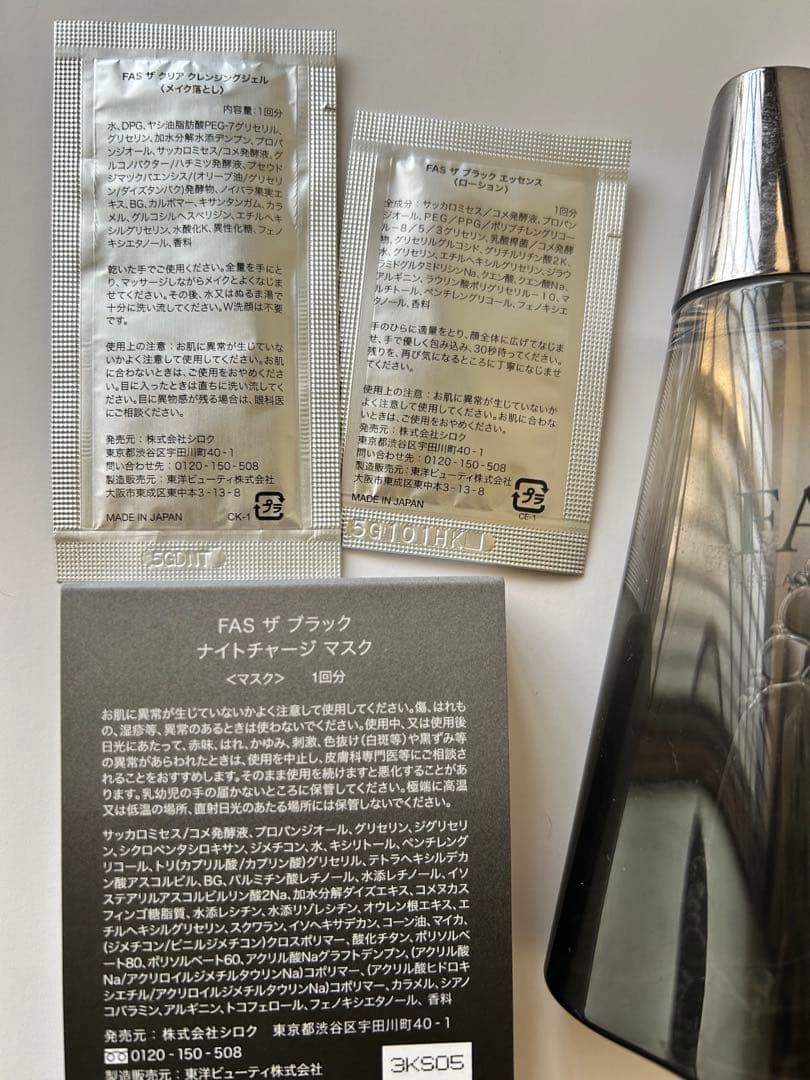 FAS ザ クリア クレンジングジェル
〈メイク落とし〉
内容量:1回分
水、DPG、ヤシ油脂肪酸PEG-7グリセリル、
グリセリン、加水分解水添デンプン、プロパ
ンジオール、サッカロミセス/コメ発酵液、グ
ルコノバクター/ハチミツ発酵液、プセウド
ジマツクバエンシス/(オリーブ油/グリセリ
ン/ダイズタンパク)発酵物、ノイバラ果実エ
キス、BG、カルボマー、キサンタンガム、カラ
メル、グルコシルヘスペリジン、エチルヘキ
シルグリセリン、水酸化K、異性化糖、フェノ
キシエタノール、香料
乾いた手でご使用ください。全量を手にと
り、マッサージしながらメイクとよくなじま
せてください。その後、水又はぬるま湯で
十分に洗い流してください。W洗顔は不要
です。
使用上の注意:お肌に異常が生じていな
いかよく注意して使用してください。お肌
に合わないときは、ご使用をおやめくださ
い。目に入ったときは直ちに洗い流してく
ださい。目に異物感が残る場合は、眼科医
にご相談ください。
発売元:株式会社シロク
東京都渋谷区宇田川町40-1
問い合わせ先:0120-150-508
製造販売元:東洋ビューティ株式会社
大阪市東成区東中本3-13-8
MADE IN JAPAN CK-1 プラ
5GDNT
FAS ザ ブラック エッセンス
〈ローション〉
1回分
全成分:サッカロミセス/コメ発酵液、プロパン
ジオール、PEG/PPG/ポリブチレングリコー
ル-8/5/3グリセリン、乳酸桿菌/コメ発酵
物、グリセリルグルコシド、グリチルリチン酸2K、
水、グリセリン、エチルヘキシルグリセリン、ジラウ
ロイルグルタミン酸リシンNa、クエン酸、クエン酸Na、
アルギニン、ラウリン酸ポリグリセリル-10、マ
ルチトール、ペンチレングリコール、フェノキシエ
タノール、香料
手のひらに適量をとり、顔全体に広げてなじま
せ、手で優しく包み込み、30秒待ってください。
残りを、再び気になるところに丁寧になじませ
てください。
使用上の注意:お肌に異常が生じていないか
よく注意して使用してください。お肌に合わな
いときは、ご使用をおやめください。
発売元:株式会社シロク
東京都渋谷区宇田川町40-1
問い合わせ先:0120-150-508
製造販売元:東洋ビューティ株式会社
大阪市東成区東中本3-13-8
MADE IN JAPAN CE-1 プラ
5G101HK
FAS ザ ブラック
ナイトチャージ マスク
<マスク> 1回分
お肌に異常が生じていないかよく注意して使用してください。傷、はれも
の、湿疹等、異常のあるときは使わないでください。使用中、又は使用後
日光にあたって、赤味、はれ、かゆみ、刺激、色抜け(白斑等)や黒ずみ等
の異常があらわれたときは、使用を中止し、皮膚科専門医等にご相談さ
れることをおすすめします。そのまま使用を続けますと悪化することがあ
ります。乳幼児の手の届かないところに保管してください。極端に高温
又は低温の場所、直射日光のあたる場所には保管しないでください。
サッカロミセス/コメ発酵液、プロパンジオール、グリセリン、ジグリセリ
ン、シクロペンタシロキサン、ジメチコン、水、キシリトール、ペンチレング
リコール、トリ(カプリル酸/カプリン酸)グリセリル、テトラヘキシルデカ
ン酸アスコルビル、BG、パルミチン酸レチノール、水添レチノール、イソ
ステアリルアスコルビルリン酸2Na、加水分解ダイズエキス、コメヌカス
フィンゴ糖脂質、水添レシチン、水添リゾレシチン、オウレン根エキス、エ
チルヘキシルグリセリン、スクワラン、イソヘキサデカン、コーン油、マイカ、
(ジメチコン/ビニルジメチコン)クロスポリマー、酸化チタン、ポリソルベ
ート80、ポリソルベート60、アクリル酸Naグラフトデンプン、(アクリル酸
Na/アクリロイルジメチルタウリンNa)コポリマー、(アクリル酸ヒドロキ
シエチル/アクリロイルジメチルタウリンNa)コポリマー、カラメル、シアノ
コバラミン、アルギニン、トコフェロール、フェノキシエタノール、香料
発売元:株式会社シロク 東京都渋谷区宇田川町40-1
0120-150-508
製造販売元:東洋ビューティ株式会社
3KS05
FA